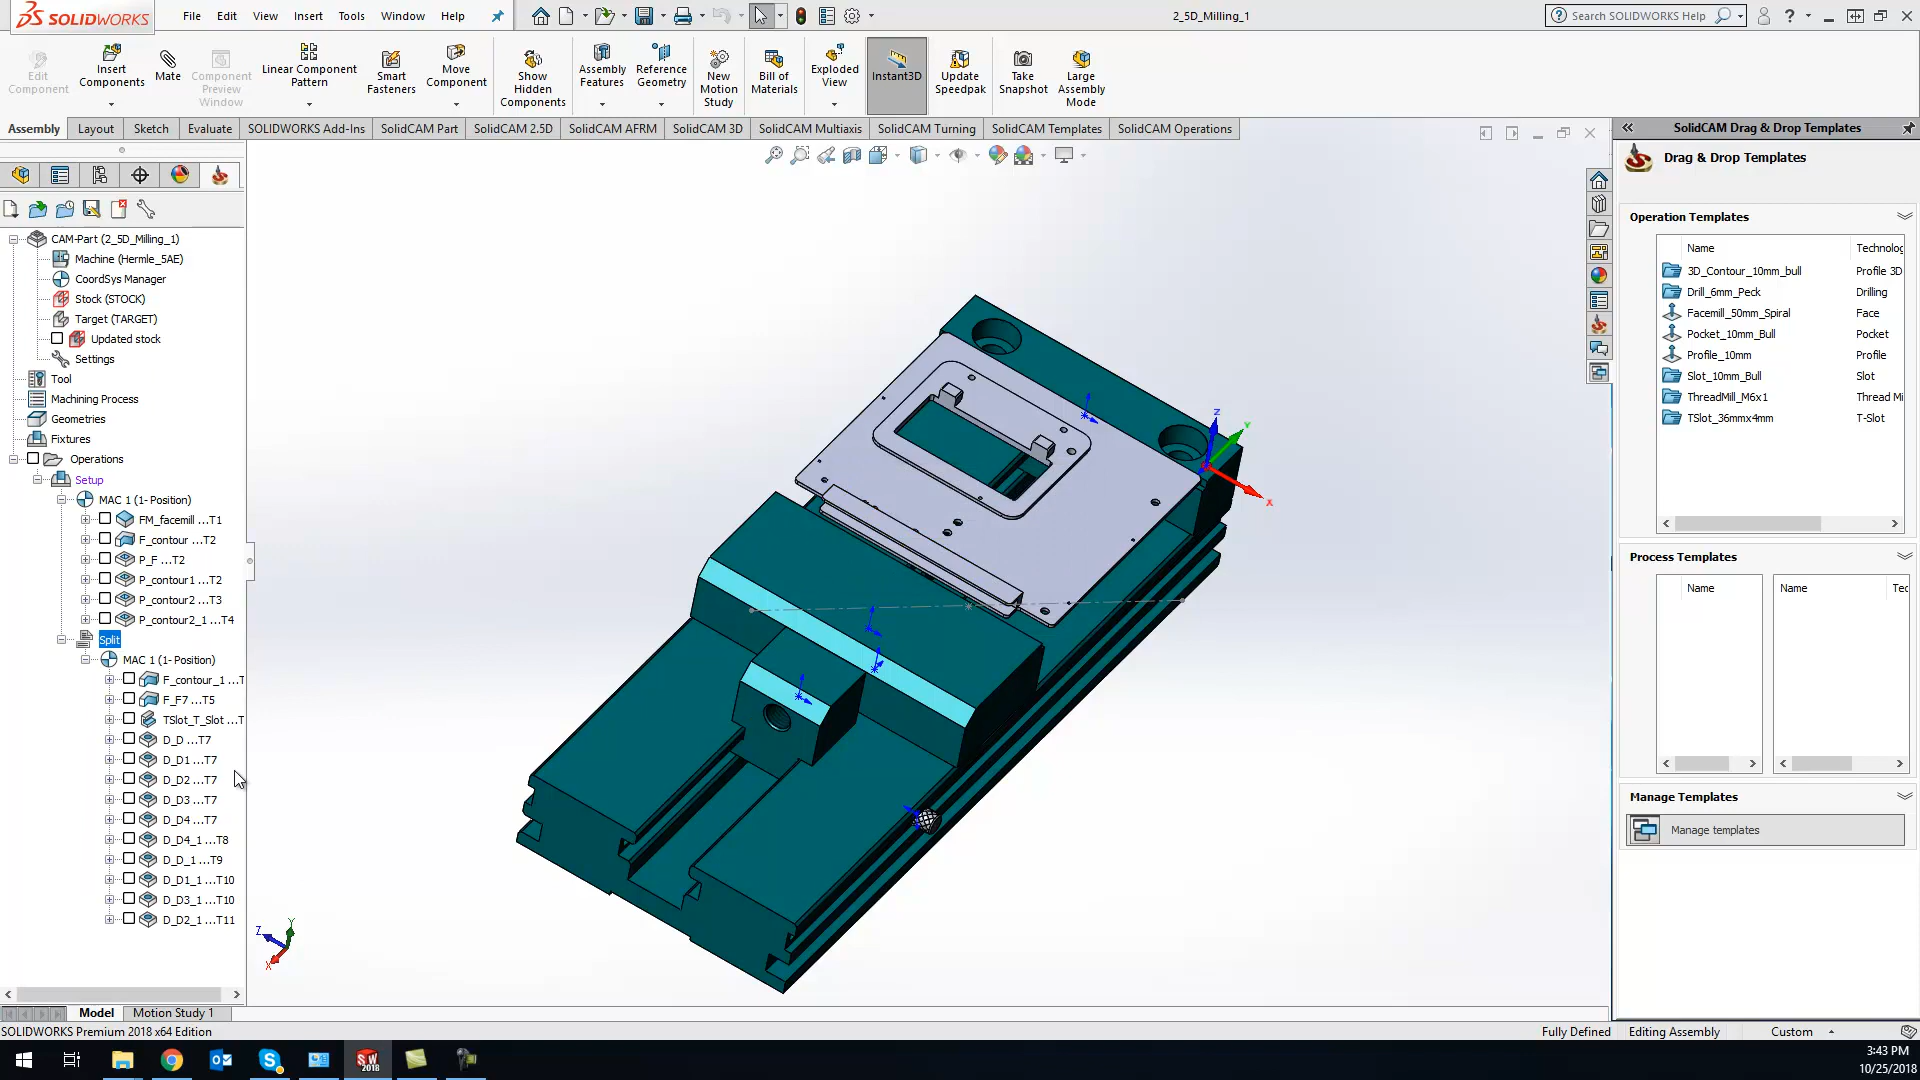 SOLIDWORKS
File Edit View Insert Tools Window Help
2_5D_Milling_1
Search SOLIDWORKS Help
Edit Component
Insert Components
Mate
Component Preview Window
Linear Component Pattern
Smart Fasteners
Move Component
Show Hidden Components
Assembly Features
Reference Geometry
New Motion Study
Bill of Materials
Exploded View
Instant3D
Update Speedpak
Take Snapshot
Large Assembly Mode
Assembly Layout Sketch Evaluate SOLIDWORKS Add-Ins SolidCAM Part SolidCAM 2.5D SolidCAM AFRM SolidCAM 3D SolidCAM Multiaxis SolidCAM Turning SolidCAM Templates SolidCAM Operations
CAM-Part (2_5D_Milling_1)
Machine (Hermle_5AE)
CoordSys Manager
Stock (STOCK)
Target (TARGET)
Updated stock
Settings
Tool
Machining Process
Geometries
Fixtures
Operations
Setup
MAC 1 (1- Position)
FM_facemill ...T1
F_contour ...T2
P_F ...T2
P_contour1 ...T2
P_contour2 ...T3
P_contour2_1 ...T4
Split
MAC 1 (1- Position)
F_contour_1 ...T
F_F7 ...T5
TSlot_T_Slot ...T
D_D ...T7
D_D1 ...T7
D_D2 ...T7
D_D3 ...T7
D_D4 ...T7
D_D4_1 ...T8
D_D_1 ...T9
D_D1_1 ...T10
D_D3_1 ...T10
D_D2_1 ...T11
Z Y X
Z Y X
SolidCAM Drag & Drop Templates
Drag & Drop Templates
Operation Templates
Name Technolog
3D_Contour_10mm_bull Profile 3D
Drill_6mm_Peck Drilling
Facemill_50mm_Spiral Face
Pocket_10mm_Bull Pocket
Profile_10mm Profile
Slot_10mm_Bull Slot
ThreadMill_M6x1 Thread Mi
TSlot_36mmx4mm T-Slot
Process Templates
Name Name Tec
Manage Templates
Manage templates
Model Motion Study 1
SOLIDWORKS Premium 2018 x64 Edition
Fully Defined Editing Assembly Custom
SW 2018
3:43 PM
10/25/2018